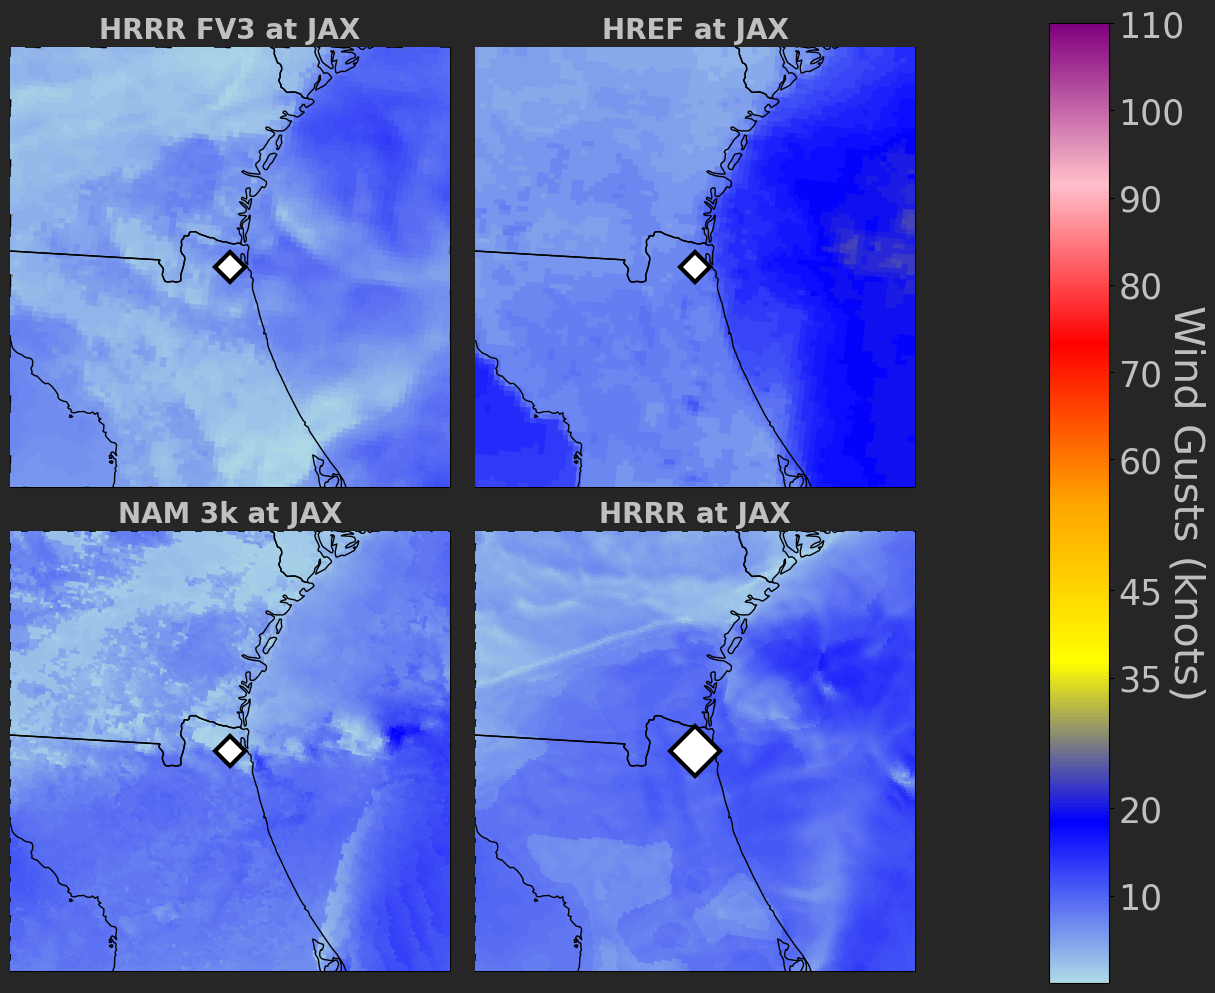 HRRR FV3 at JAX
HREF at JAX
NAM 3k at JAX
HRRR at JAX
110
100
90
80
70
60
45
35
20
10
Wind Gusts (knots)